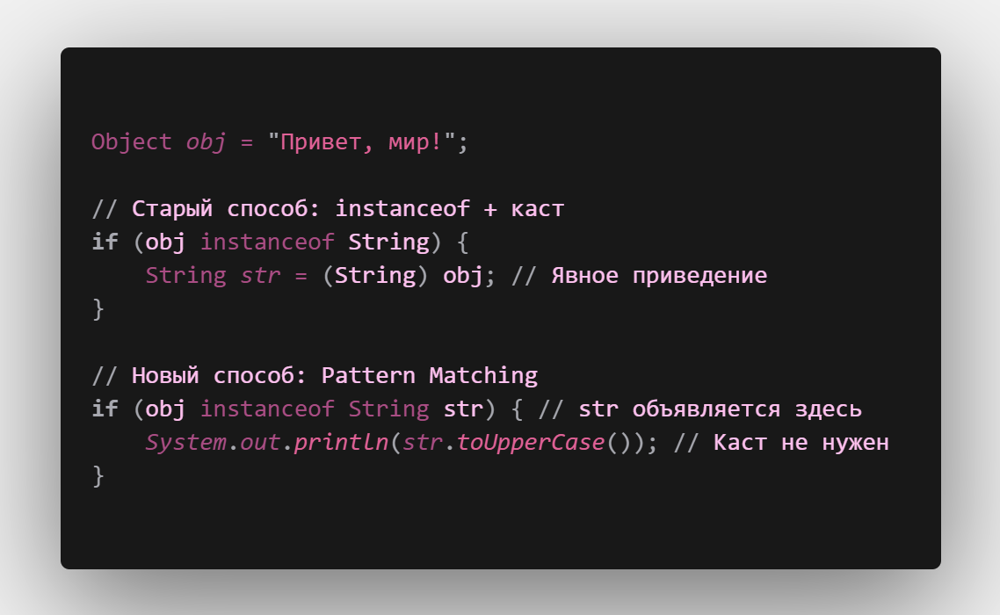 Object obj = "Привет, мир!";
// Старый способ: instanceof + каст
if (obj instanceof String) {
    String str = (String) obj; // Явное приведение
}
// Новый способ: Pattern Matching
if (obj instanceof String str) { // str объявляется здесь
    System.out.println(str.toUpperCase()); // Каст не нужен
}